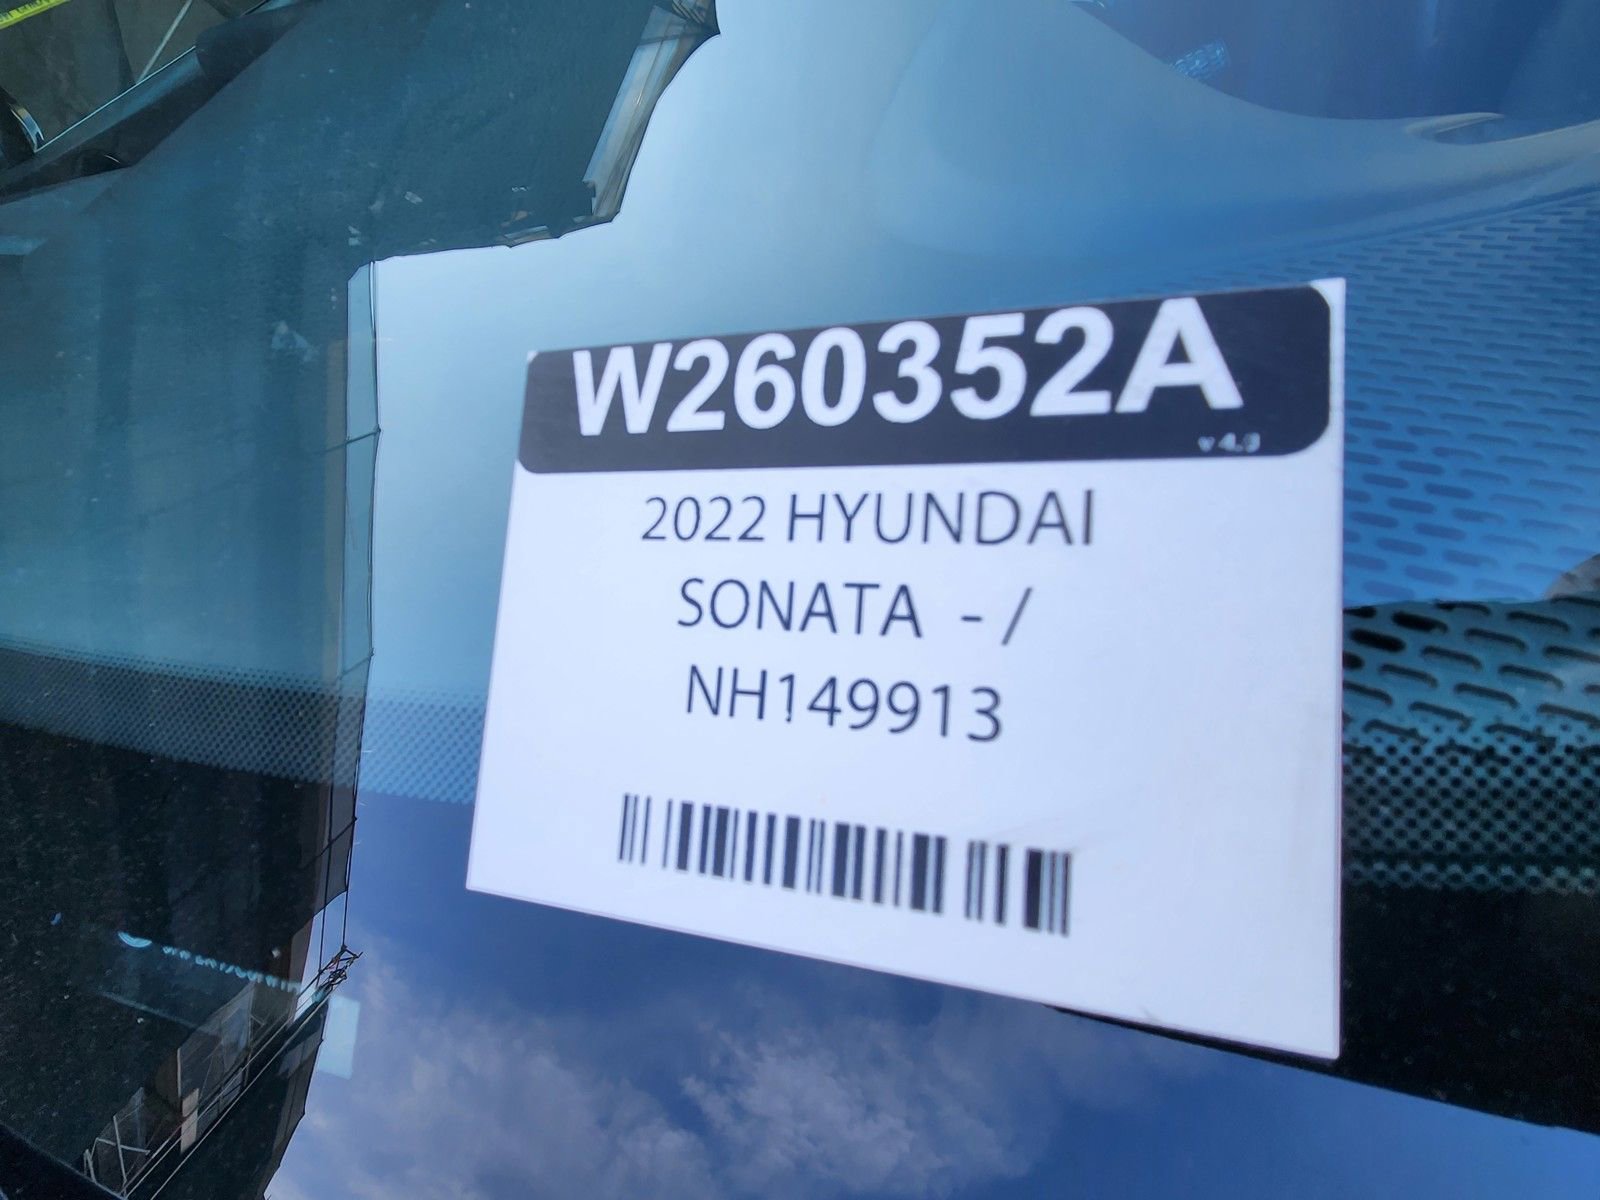 W260352A
v 4.9
2022 HYUNDAI
SONATA - /
NH149913